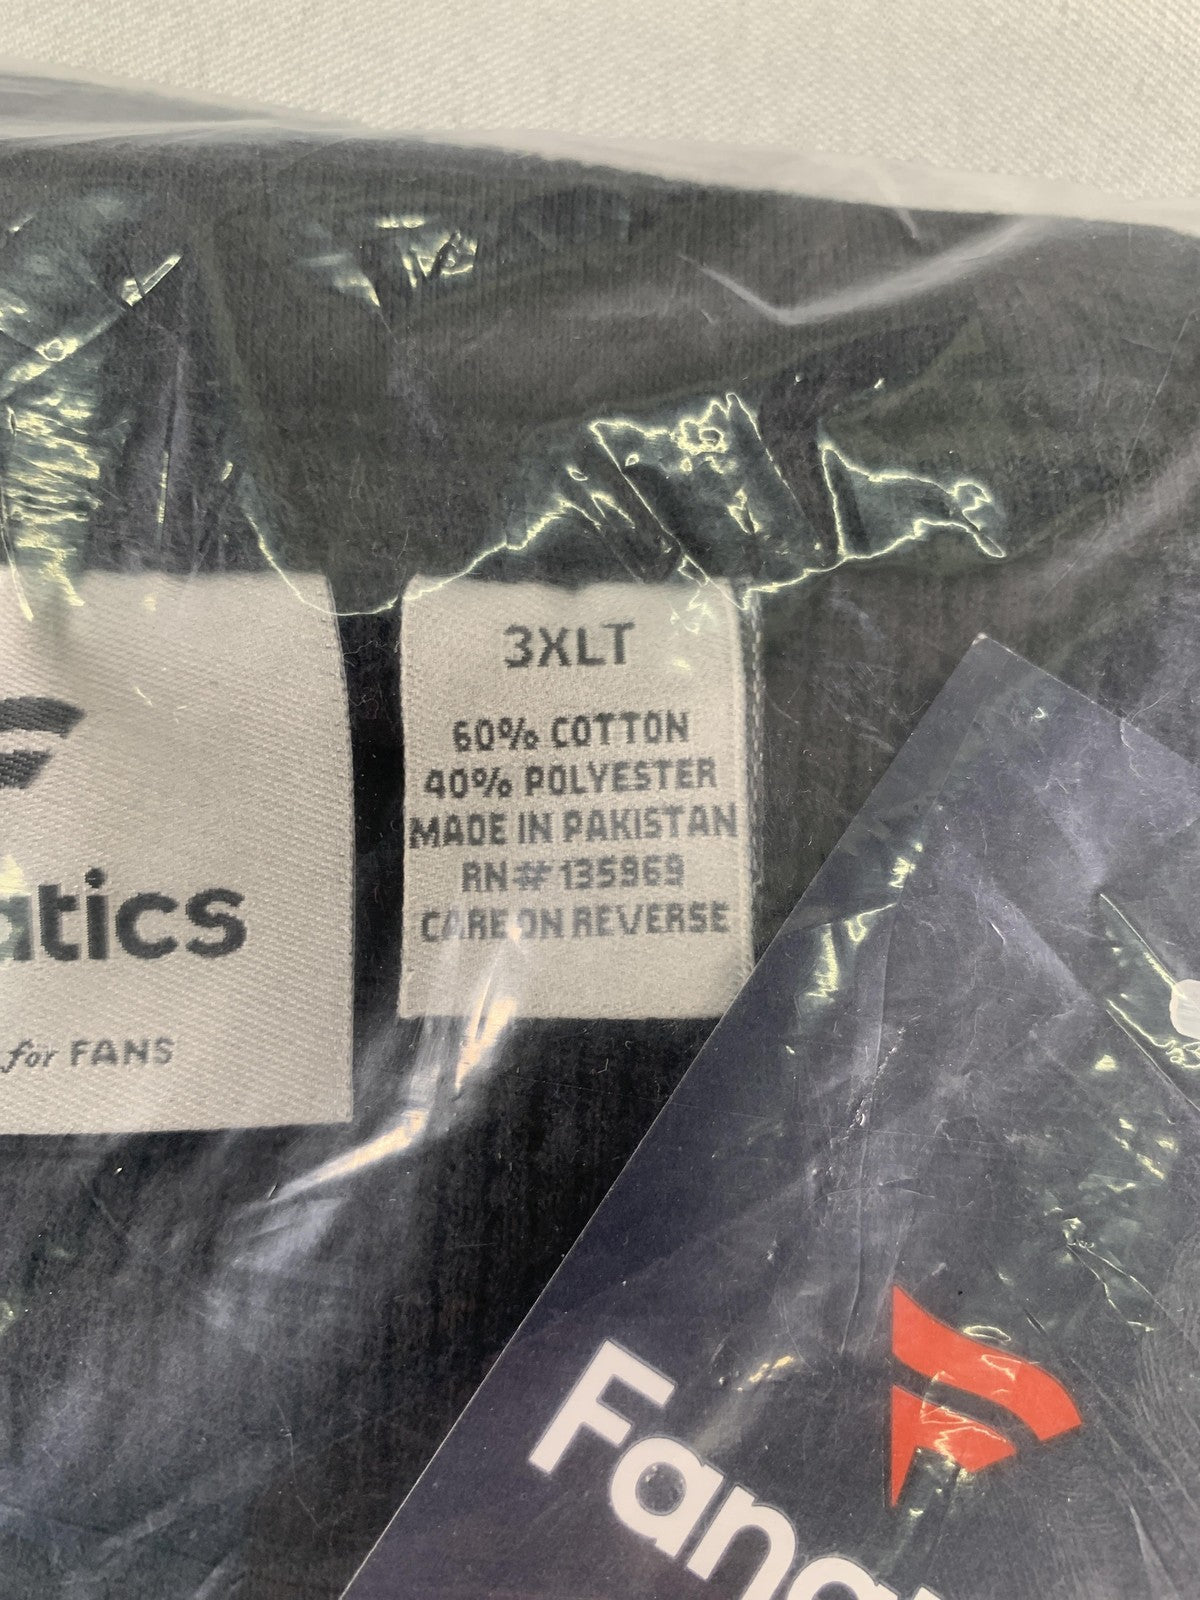 3XLT
60% COTTON
40% POLYESTER
MADE IN PAKISTAN
RN# 135969
CARE ON REVERSE
atics
for FANS
Fana